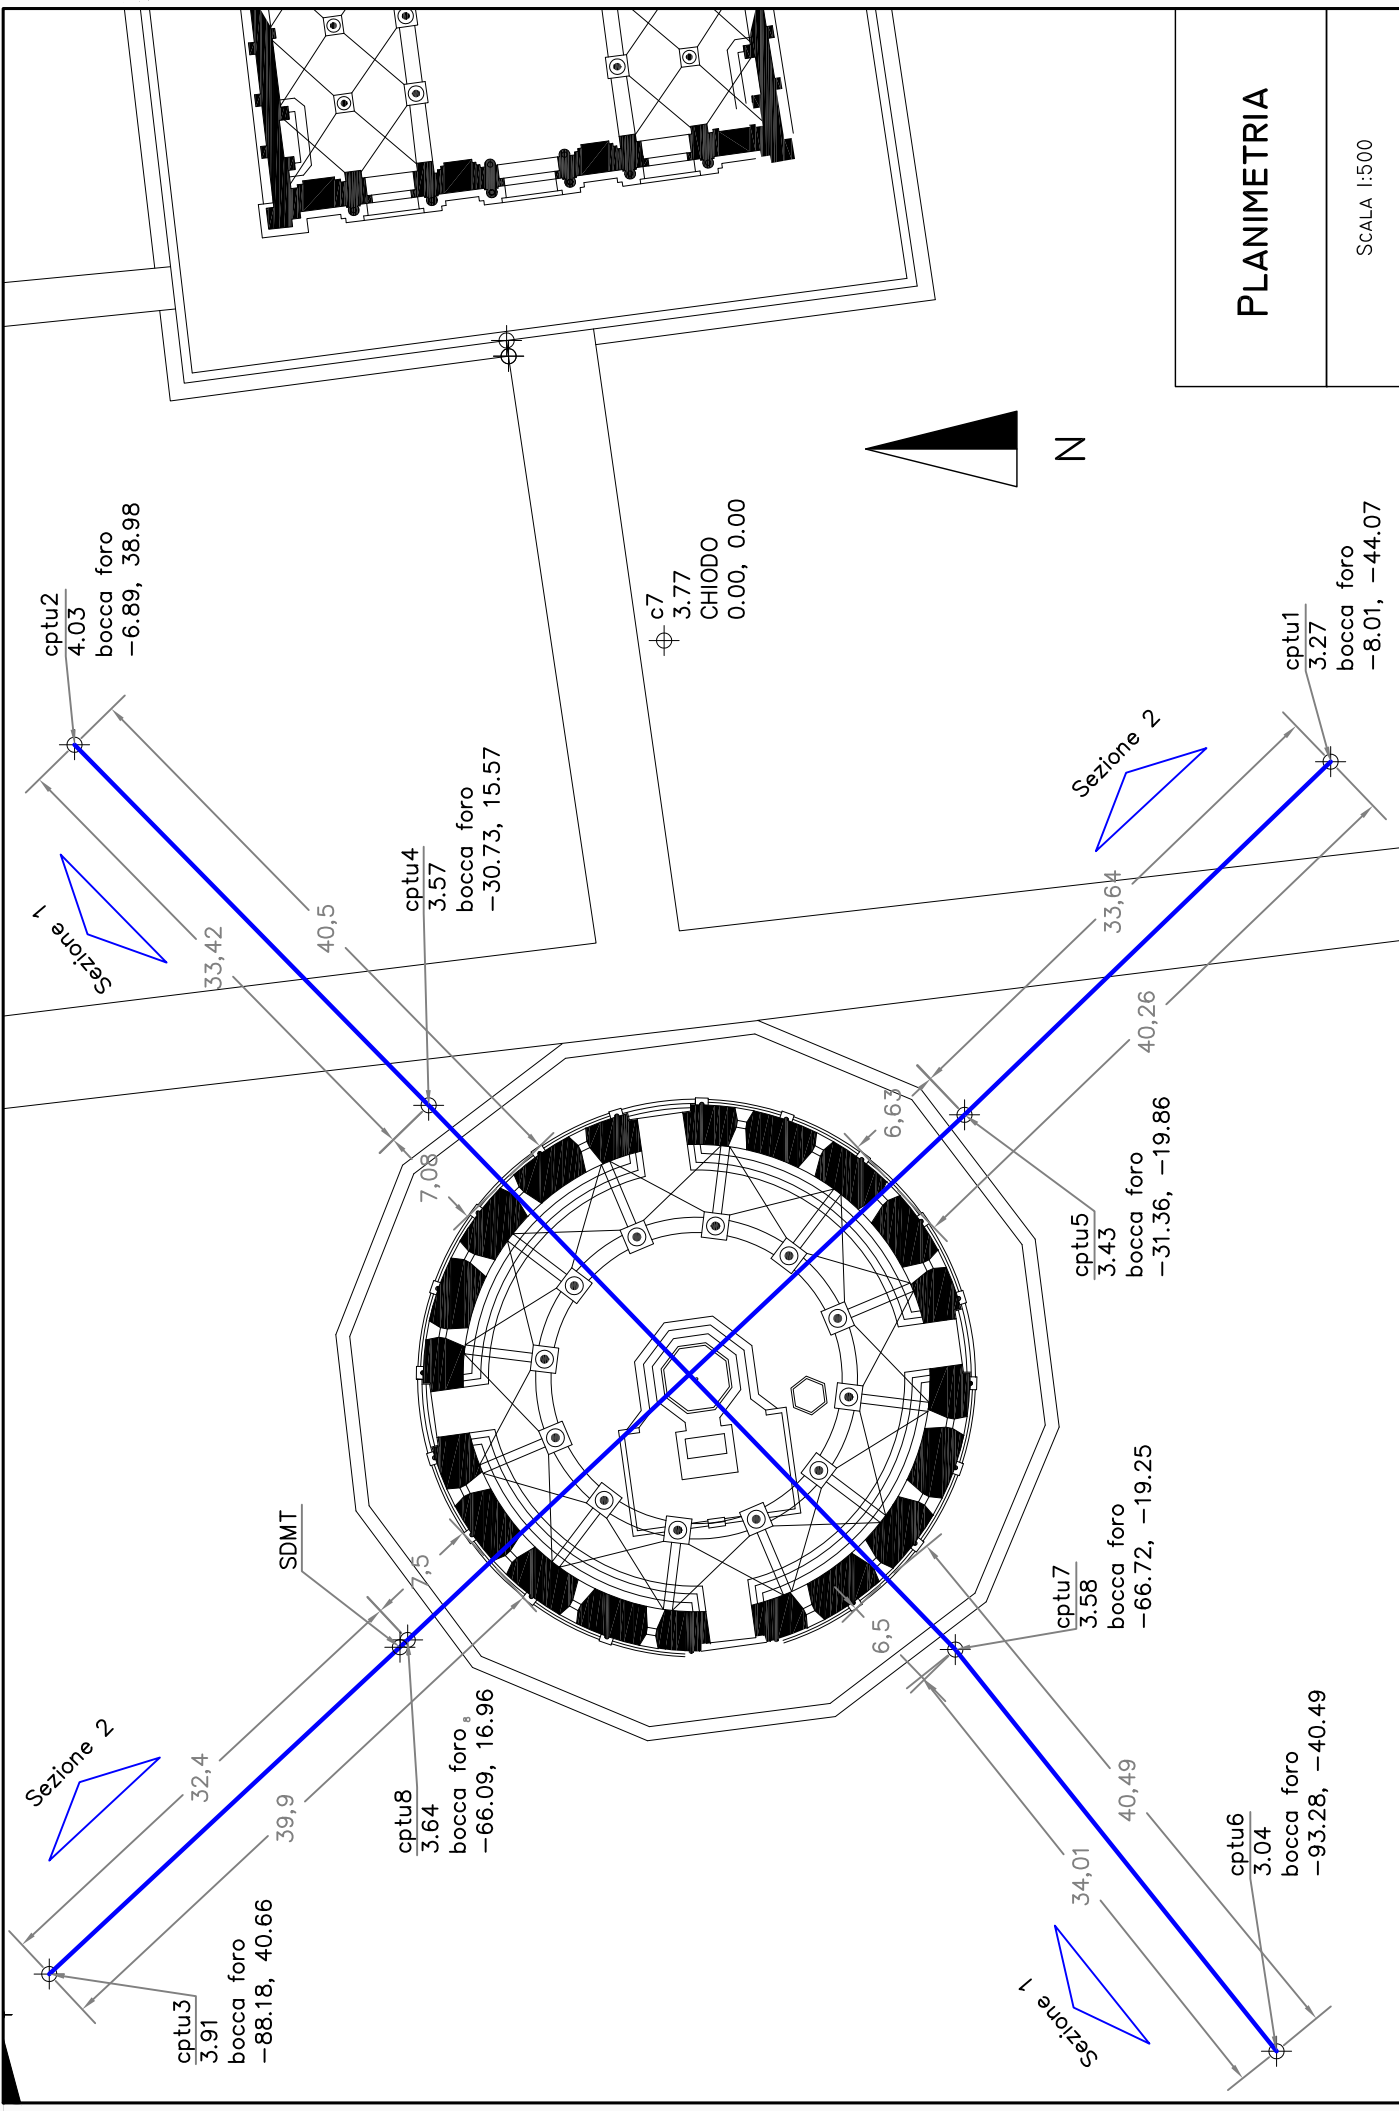 PLANIMETRIA
SCALA 1:500
N
cptu2
4.03
bocca foro
-6.89, 38.98
c7
3.77
CHIODO
0.00, 0.00
cptu1
3.27
bocca foro
-8.01, -44.07
Sezione 1
33,42
40,5
cptu4
3.57
bocca foro
-30.73, 15.57
7,08
Sezione 2
33,64
40,26
6,63
cptu5
3.43
bocca foro
-31.36, -19.86
SDMT
7,5
cptu8
3.64
bocca foro
-66.09, 16.96
6,5
cptu7
3.58
bocca foro
-66.72, -19.25
Sezione 2
32,4
39,9
cptu3
3.91
bocca foro
-88.18, 40.66
Sezione 1
34,01
40,49
cptu6
3.04
bocca foro
-93.28, -40.49